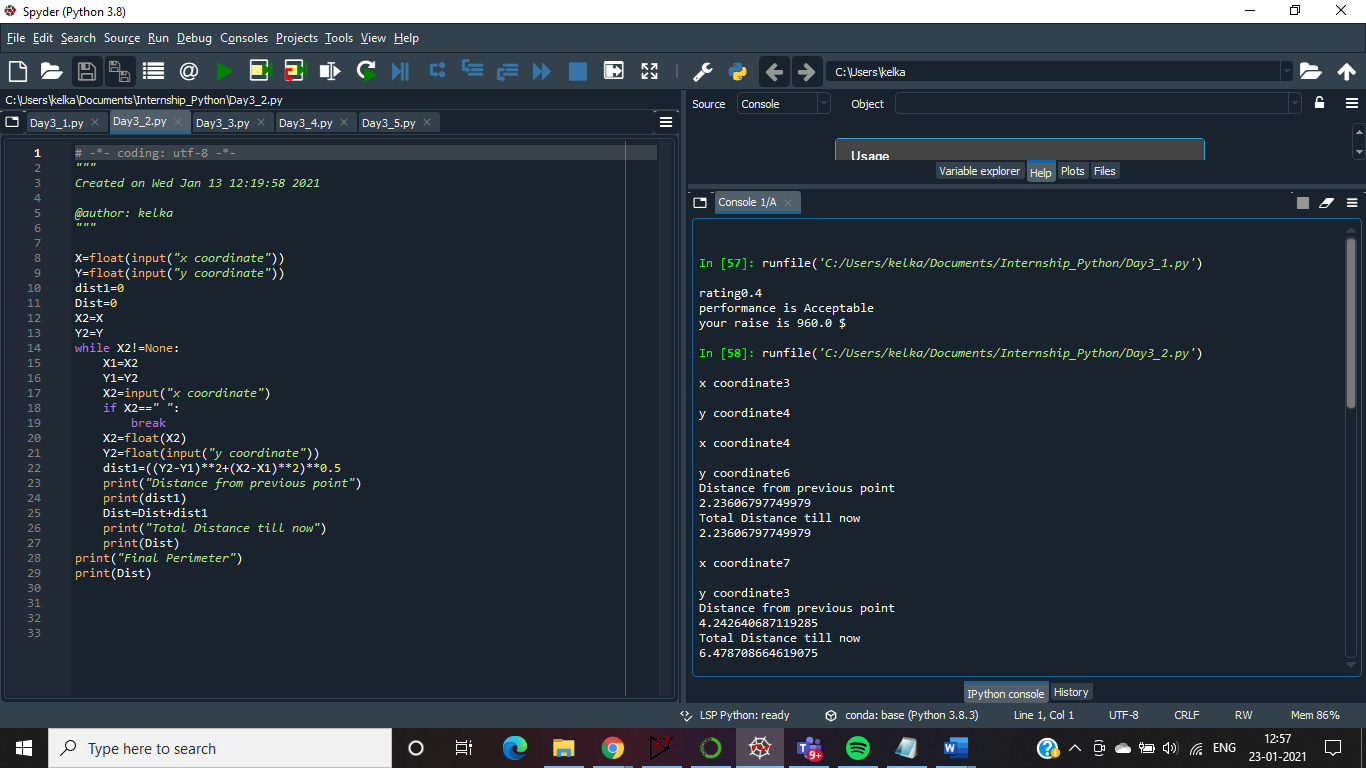 Spyder (Python 3.8)
File Edit Search Source Run Debug Consoles Projects Tools View Help
C:\Users\kelka
C:\Users\kelka\Documents\Internship_Python\Day3_2.py
Source Console Object
Day3_1.py Day3_2.py Day3_3.py Day3_4.py Day3_5.py
Usage
Variable explorer Help Plots Files
1 # -*- coding: utf-8 -*-
2 """
3 Created on Wed Jan 13 12:19:58 2021
4
5 @author: kelka
6 """
7
8 X=float(input("x coordinate"))
9 Y=float(input("y coordinate"))
10 dist1=0
11 Dist=0
12 X2=X
13 Y2=Y
14 while X2!=None:
15     X1=X2
16     Y1=Y2
17     X2=input("x coordinate")
18     if X2==" ":
19         break
20     X2=float(X2)
21     Y2=float(input("y coordinate"))
22     dist1=((Y2-Y1)**2+(X2-X1)**2)**0.5
23     print("Distance from previous point")
24     print(dist1)
25     Dist=Dist+dist1
26     print("Total Distance till now")
27     print(Dist)
28 print("Final Perimeter")
29 print(Dist)
30
31
32
33
Console 1/A
In [57]: runfile('C:/Users/kelka/Documents/Internship_Python/Day3_1.py')
rating0.4
performance is Acceptable
your raise is 960.0 $
In [58]: runfile('C:/Users/kelka/Documents/Internship_Python/Day3_2.py')
x coordinate3
y coordinate4
x coordinate4
y coordinate6
Distance from previous point
2.23606797749979
Total Distance till now
2.23606797749979
x coordinate7
y coordinate3
Distance from previous point
4.242640687119285
Total Distance till now
6.478708664619075
IPython console History
LSP Python: ready conda: base (Python 3.8.3) Line 1, Col 1 UTF-8 CRLF RW Mem 86%
Type here to search
9+
ENG
12:57
23-01-2021